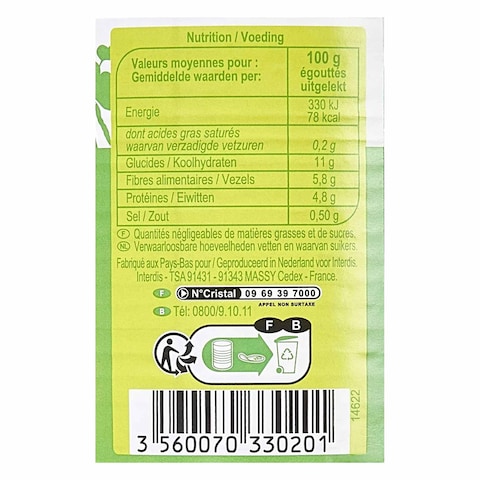 Nutrition / Voeding
Valeurs moyennes pour :
Gemiddelde waarden per:
100 g
égouttés
uitgelekt
Energie
330 kJ
78 kcal
dont acides gras saturés
waarvan verzadigde vetzuren
0,2 g
Glucides / Koolhydraten
11 g
Fibres alimentaires / Vezels
5,8 g
Protéines / Eiwitten
4,8 g
Sel / Zout
0,50 g
F Quantités négligeables de matières grasses et de sucres.
NL Verwaarloosbare hoeveelheden vetten en waarvan suikers.
Fabriqué aux Pays-Bas pour / Geproduceerd in Nederland voor Interdis.
Interdis - TSA 91431 - 91343 MASSY Cedex - France.
F N°Cristal 09 69 39 7000
APPEL NON SURTAXE
B Tél: 0800/9.10.11
F B
14622
3 560070 330201